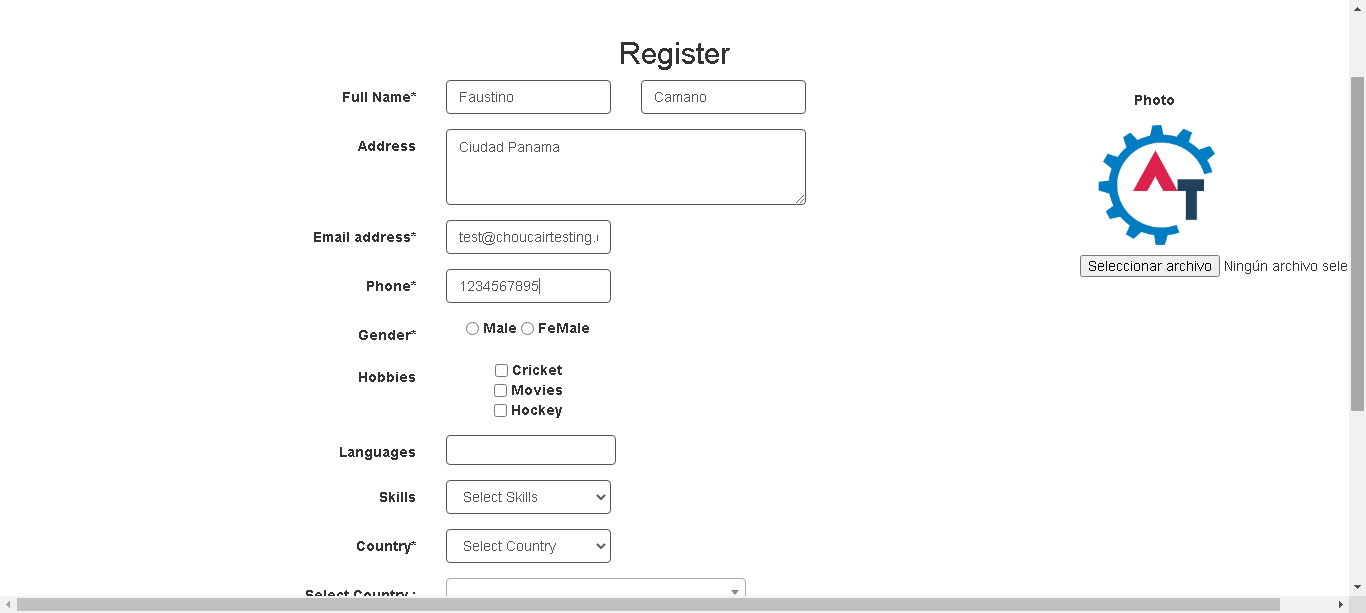 Register
Full Name* Faustino Camano
Photo
Address Ciudad Panama
AT
Email address* test@choucairtesting.
Seleccionar archivo Ningún archivo sele
Phone* 1234567895
Gender* Male FeMale
Hobbies Cricket
Movies
Hockey
Languages
Skills Select Skills
Country* Select Country
Select Country :